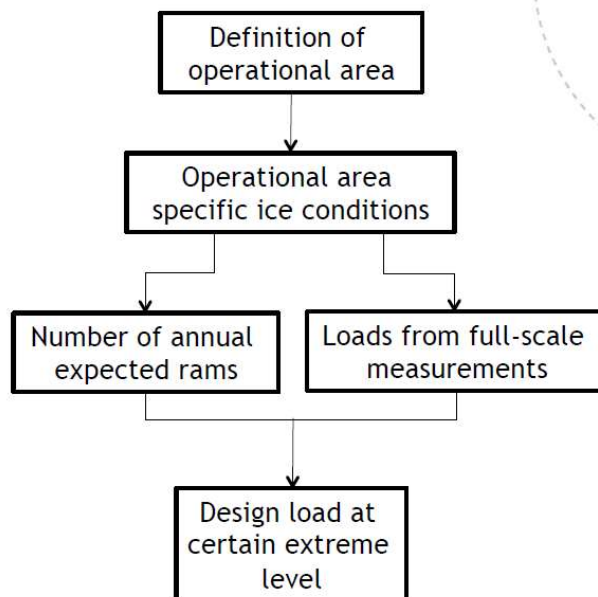 Definition of
operational area
Operational area
specific ice conditions
Number of annual
expected rams
Loads from full-scale
measurements
Design load at
certain extreme
level